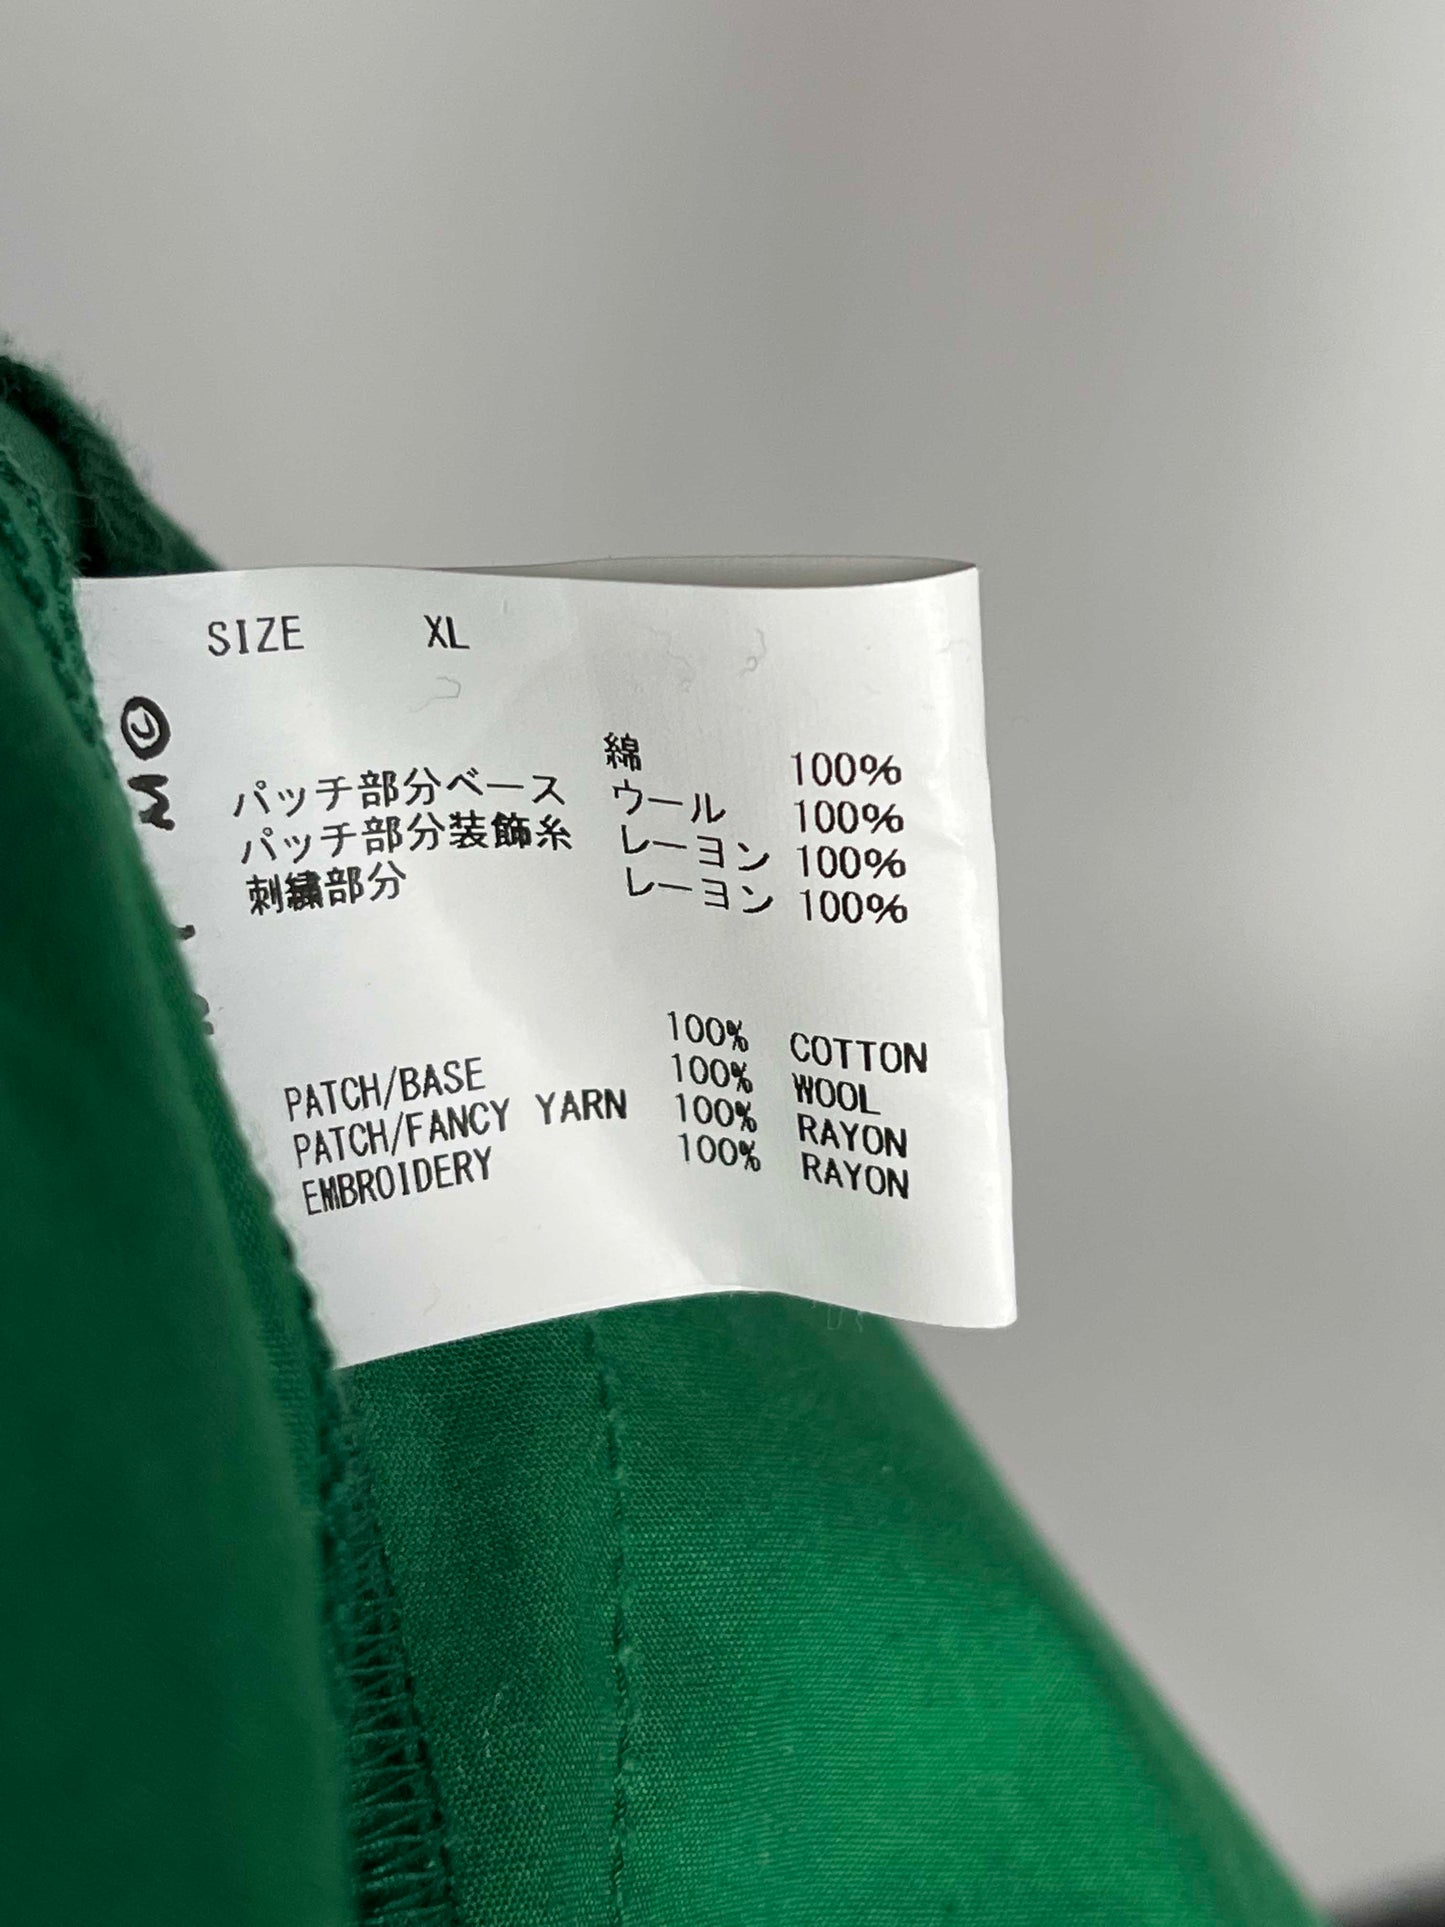 SIZE XL
綿 100%
パッチ部分ベース ウール 100%
パッチ部分装飾糸 レーヨン 100%
刺繍部分 レーヨン 100%
100% COTTON
PATCH/BASE 100% WOOL
PATCH/FANCY YARN 100% RAYON
EMBROIDERY 100% RAYON